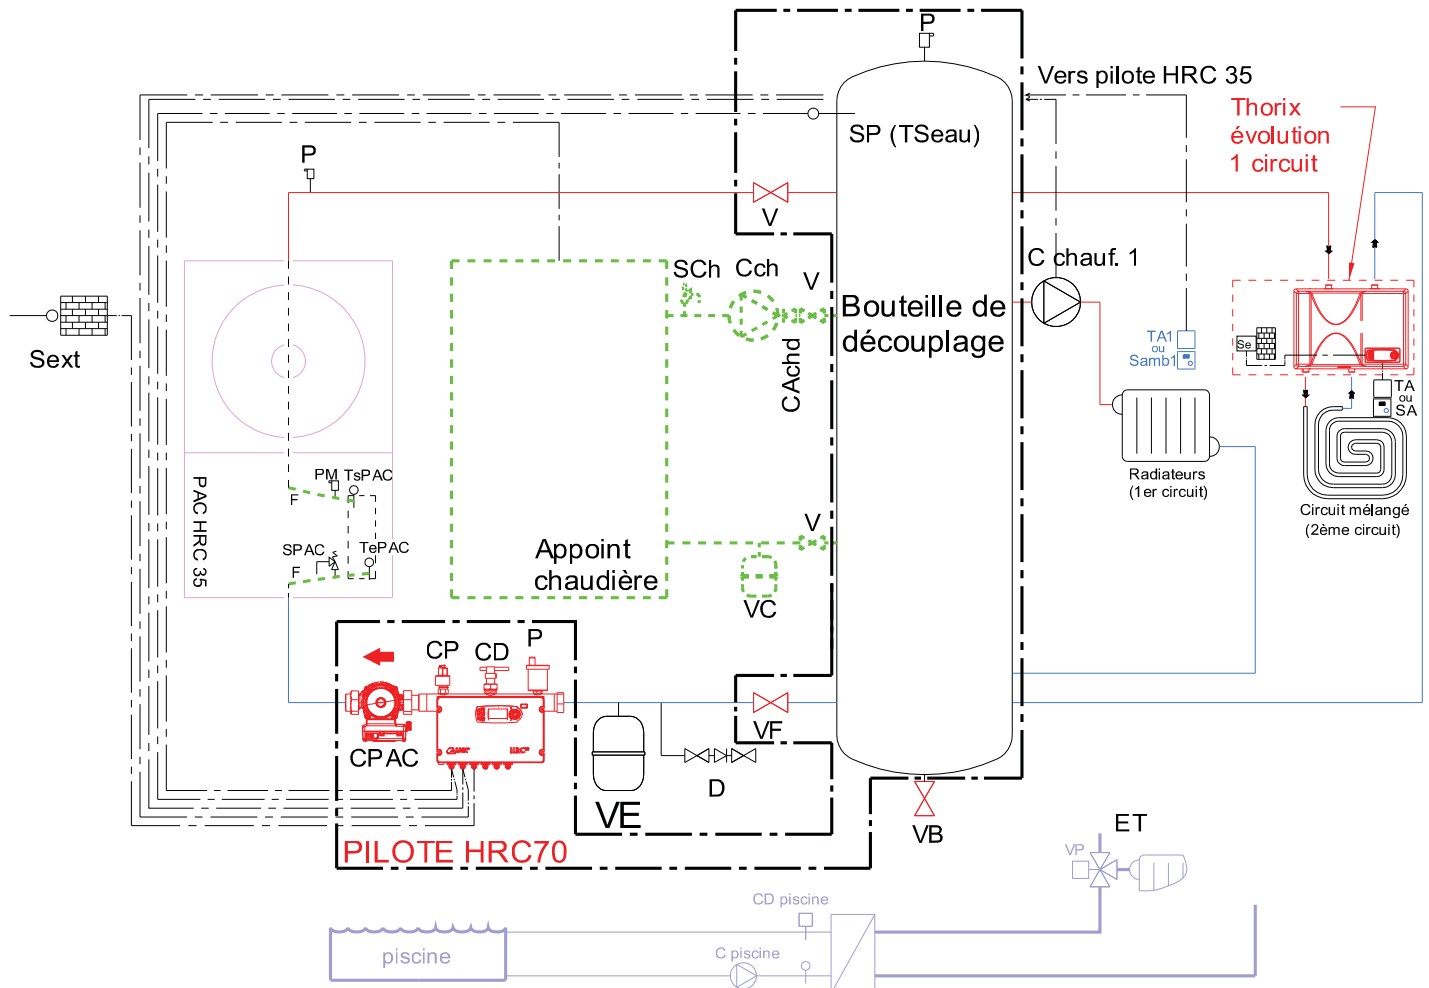 P
Vers pilote HRC 35
Thorix
évolution
1 circuit
SP (TSeau)
P
V
SCh
Cch
V
C chauf. 1
Bouteille de
découplage
CAchd
Sext
TA1
ou
Samb1
Se
TA
ou
SA
Radiateurs
(1er circuit)
Circuit mélangé
(2ème circuit)
PM
TsPAC
F
PAC HRC 35
SPAC
TePAC
F
V
Appoint
chaudière
VC
CP
CD
P
CPAC
HRC70
VF
D
VE
VB
PILOTE HRC70
ET
VP
CD piscine
C piscine
piscine